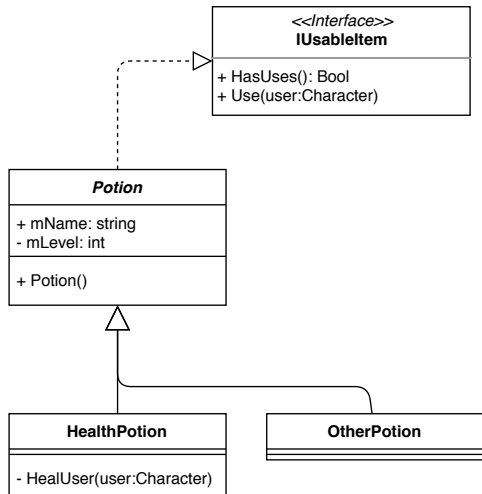 <<Interface>>
IUsableItem
+ HasUses(): Bool
+ Use(user:Character)
Potion
+ mName: string
- mLevel: int
+ Potion()
HealthPotion
- HealUser(user:Character)
OtherPotion